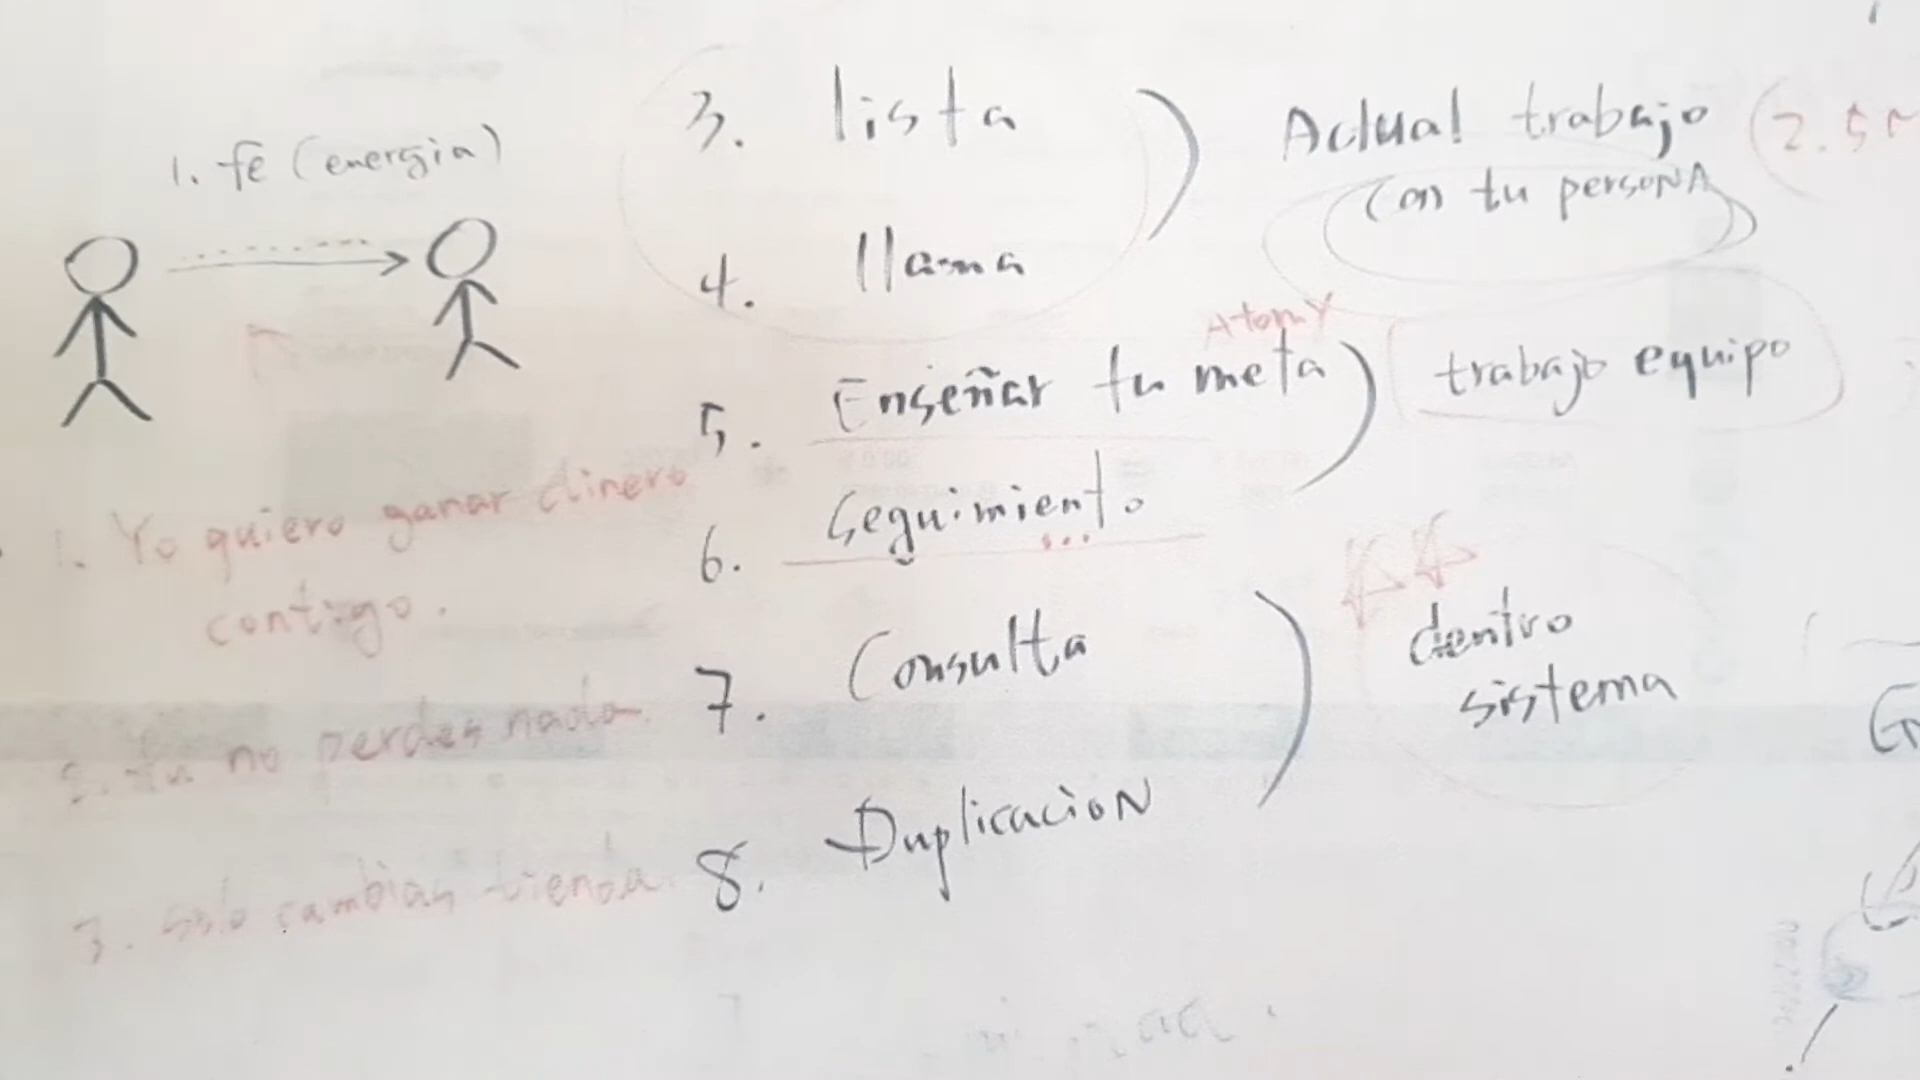 1. fe (energia)
3. lista
4. llama
Actual trabajo
con tu personA
(2.5
Atomy
5. Enseñar tu meta
trabajo equipo
6. seguimiento
...
7. Consulta
8. Duplicacion
dentro
sistema
1. Yo quiero ganar dinero
contigo.
2. tu no perdes nada.
3. solo cambias tienda.